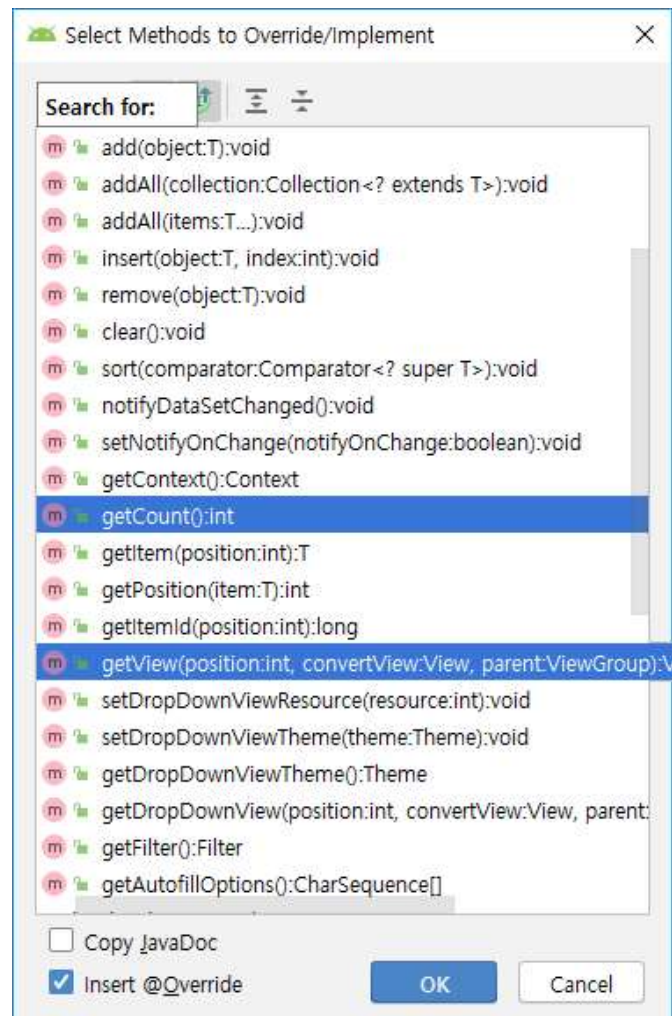 Select Methods to Override/Implement
Search for:
m add(object:T):void
m addAll(collection:Collection<? extends T>):void
m addAll(items:T...):void
m insert(object:T, index:int):void
m remove(object:T):void
m clear():void
m sort(comparator:Comparator<? super T>):void
m notifyDataSetChanged():void
m setNotifyOnChange(notifyOnChange:boolean):void
m getContext():Context
m getCount():int
m getItem(position:int):T
m getPosition(item:T):int
m getItemId(position:int):long
m getView(position:int, convertView:View, parent:ViewGroup):V
m setDropDownViewResource(resource:int):void
m setDropDownViewTheme(theme:Theme):void
m getDropDownViewTheme():Theme
m getDropDownView(position:int, convertView:View, parent:
m getFilter():Filter
m getAutofillOptions():CharSequence[]
Copy JavaDoc
Insert @Override
OK Cancel